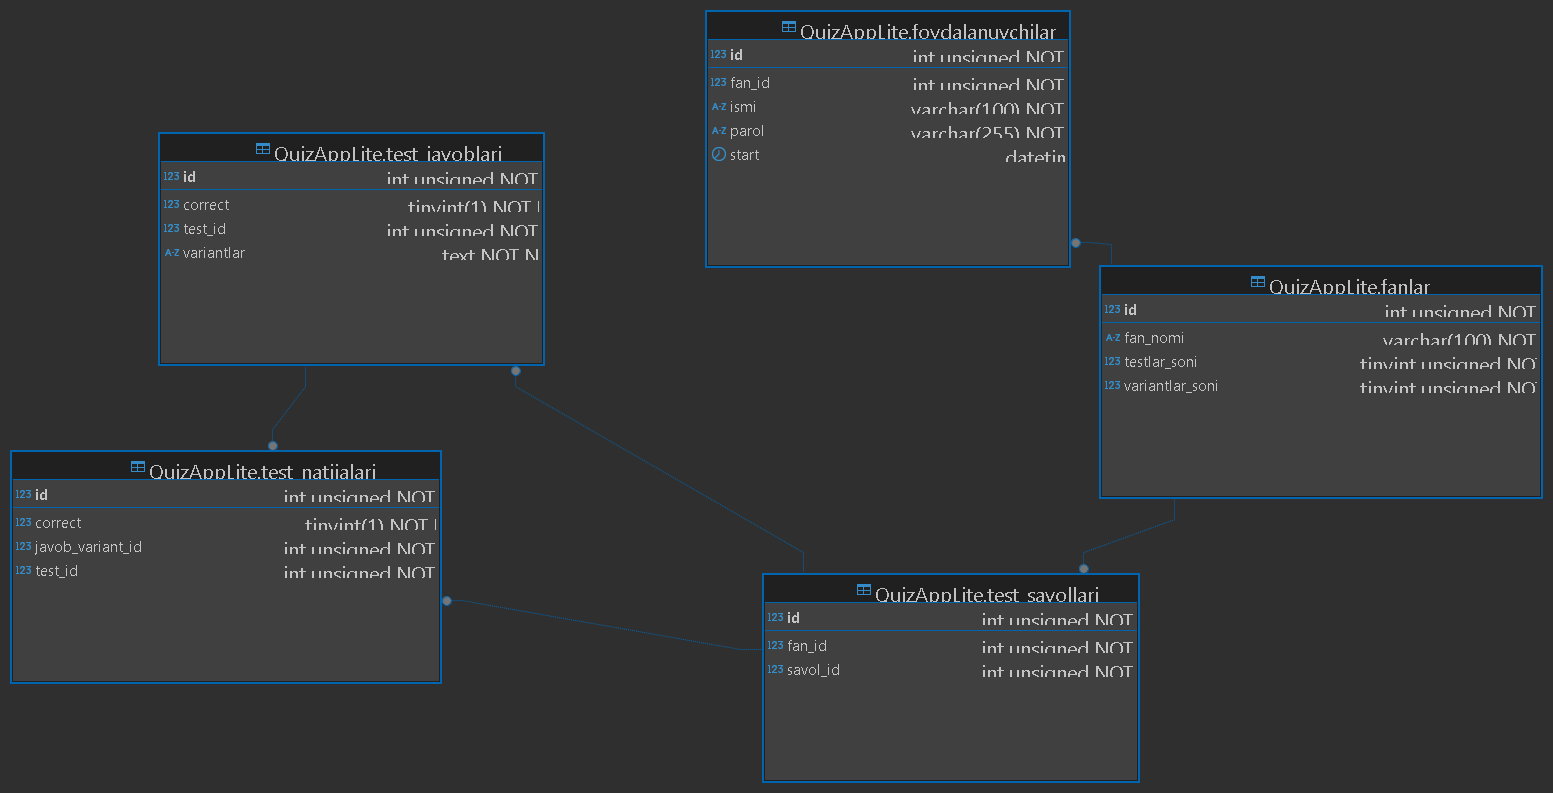 QuizAppLite.foydalanuvchilar
123 id int unsigned NOT
123 fan_id int unsigned NOT
A-Z ismi varchar(100) NOT
A-Z parol varchar(255) NOT
start datetin
QuizAppLite.test_javoblari
123 id int unsigned NOT
123 correct tinyint(1) NOT
123 test_id int unsigned NOT
A-Z variantlar text NOT N
QuizAppLite.fanlar
123 id int unsigned NOT
A-Z fan_nomi varchar(100) NOT
123 testlar_soni tinyint unsigned NO
123 variantlar_soni tinyint unsigned NO
QuizAppLite.test_natijalari
123 id int unsigned NOT
123 correct tinyint(1) NOT
123 javob_variant_id int unsigned NOT
123 test_id int unsigned NOT
QuizAppLite.test_savollari
123 id int unsigned NOT
123 fan_id int unsigned NOT
123 savol_id int unsigned NOT